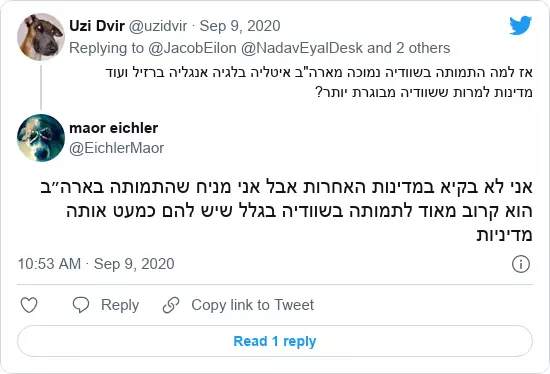 Uzi Dvir @uzidvir · Sep 9, 2020
Replying to @JacobEilon @NadavEyalDesk and 2 others
אז למה התמותה בשוודיה נמוכה מארה"ב איטליה בלגיה אנגליה ברזיל ועוד
מדינות למרות ששוודיה מבוגרת יותר?
maor eichler
@EichlerMaor
אני לא בקיא במדינות האחרות אבל אני מניח שהתמותה בארה״ב
הוא קרוב מאוד לתמותה בשוודיה בגלל שיש להם כמעט אותה
מדיניות
10:53 AM · Sep 9, 2020
Reply
Copy link to Tweet
Read 1 reply